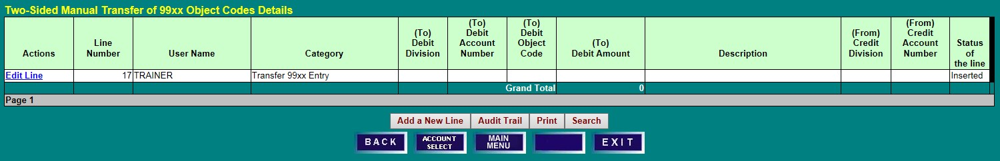 Two-Sided Manual Transfer of 99xx Object Codes Details
Actions
Line
Number
User Name
Category
(To)
Debit
Division
(To)
Debit
Account
Number
(To)
Debit
Object
Code
(To)
Debit Amount
Description
(From)
Credit
Division
(From)
Credit
Account
Number
Status
of
the line
Edit Line 17 TRAINER Transfer 99xx Entry Inserted
Grand Total 0
Page 1
Add a New Line Audit Trail Print Search
BACK
ACCOUNT
SELECT
MAIN
MENU
EXIT